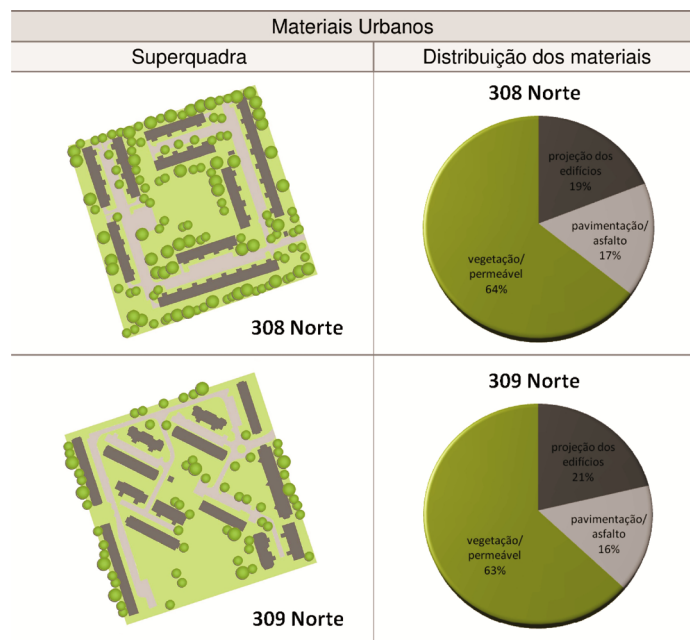 Materiais Urbanos
Superquadra
Distribuição dos materiais
308 Norte
308 Norte
projeção dos
edifícios
19%
pavimentação/
asfalto
17%
vegetação/
permeável
64%
309 Norte
309 Norte
projeção dos
edifícios
21%
pavimentação/
asfalto
16%
vegetação/
permeável
63%